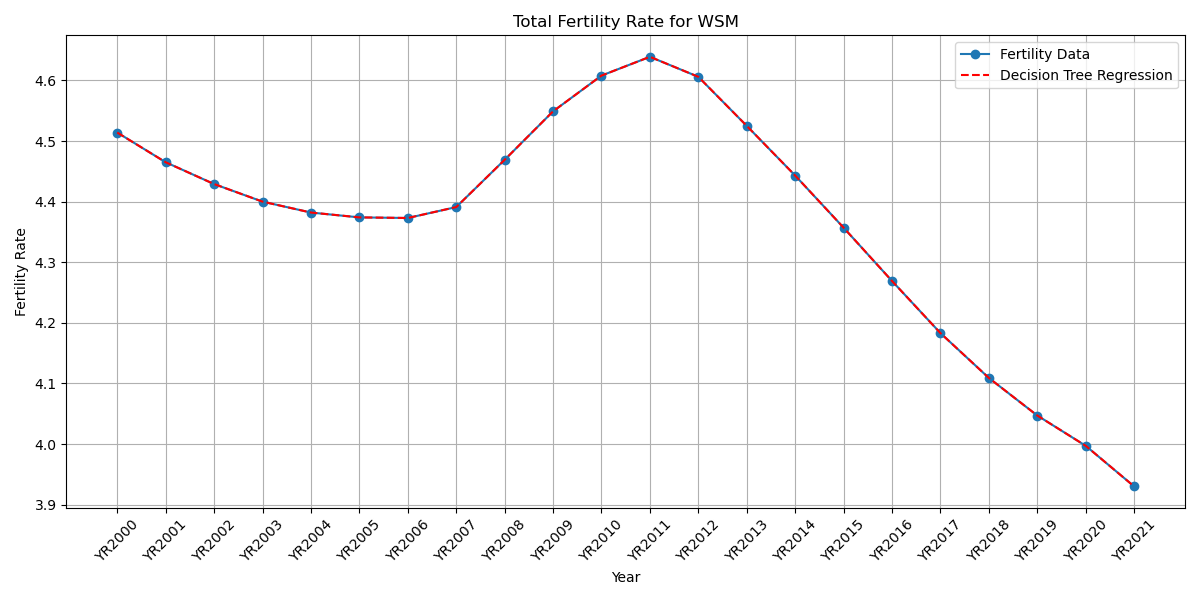 Total Fertility Rate for WSM
Fertility Data
Decision Tree Regression
Fertility Rate
4.6
4.5
4.4
4.3
4.2
4.1
4.0
3.9
YR2000
YR2001
YR2002
YR2003
YR2004
YR2005
YR2006
YR2007
YR2008
YR2009
YR2010
YR2011
YR2012
YR2013
YR2014
YR2015
YR2016
YR2017
YR2018
YR2019
YR2020
YR2021
Year